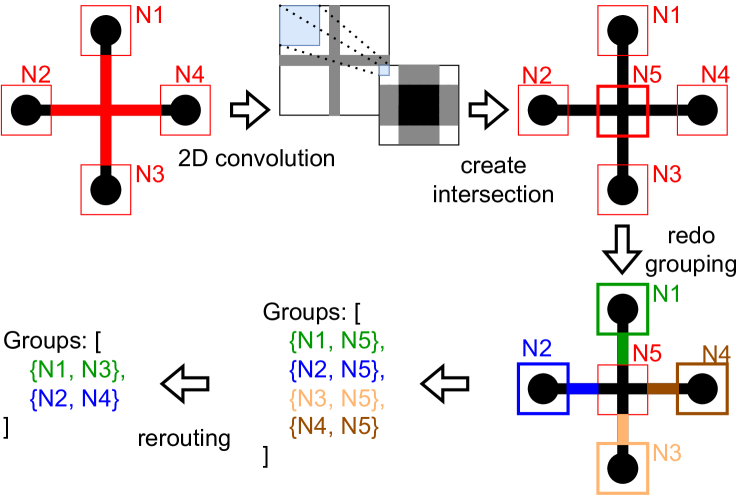 N1
N2
N4
N3
2D convolution
create
intersection
N1
N2
N5
N4
N3
redo
grouping
N1
N2
N5
N4
N3
Groups: [
{N1, N5},
{N2, N5},
{N3, N5},
{N4, N5}
]
rerouting
Groups: [
{N1, N3},
{N2, N4}
]